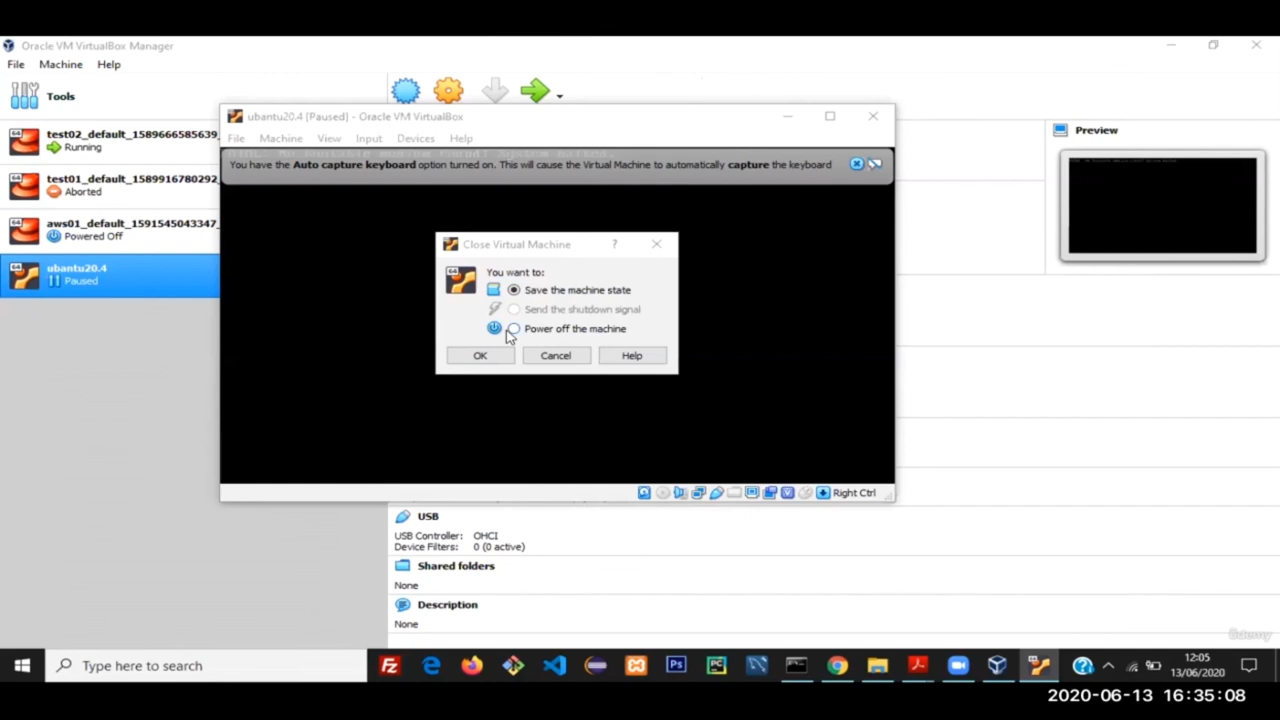 Oracle VM VirtualBox Manager
File Machine Help
Tools
test02_default_1589666585639_
Running
test01_default_1589916780292_
Aborted
aws01_default_1591545043347_
Powered Off
ubantu20.4
Paused
ubantu20.4 [Paused] - Oracle VM VirtualBox
File Machine View Input Devices Help
You have the Auto capture keyboard option turned on. This will cause the Virtual Machine to automatically capture the keyboard
Close Virtual Machine ?
You want to:
Save the machine state
Send the shutdown signal
Power off the machine
OK Cancel Help
Right Ctrl
Preview
USB
USB Controller: OHCI
Device Filters: 0 (0 active)
Shared folders
None
Description
None
Udemy
Type here to search
12:05
13/06/2020
2020-06-13 16:35:08